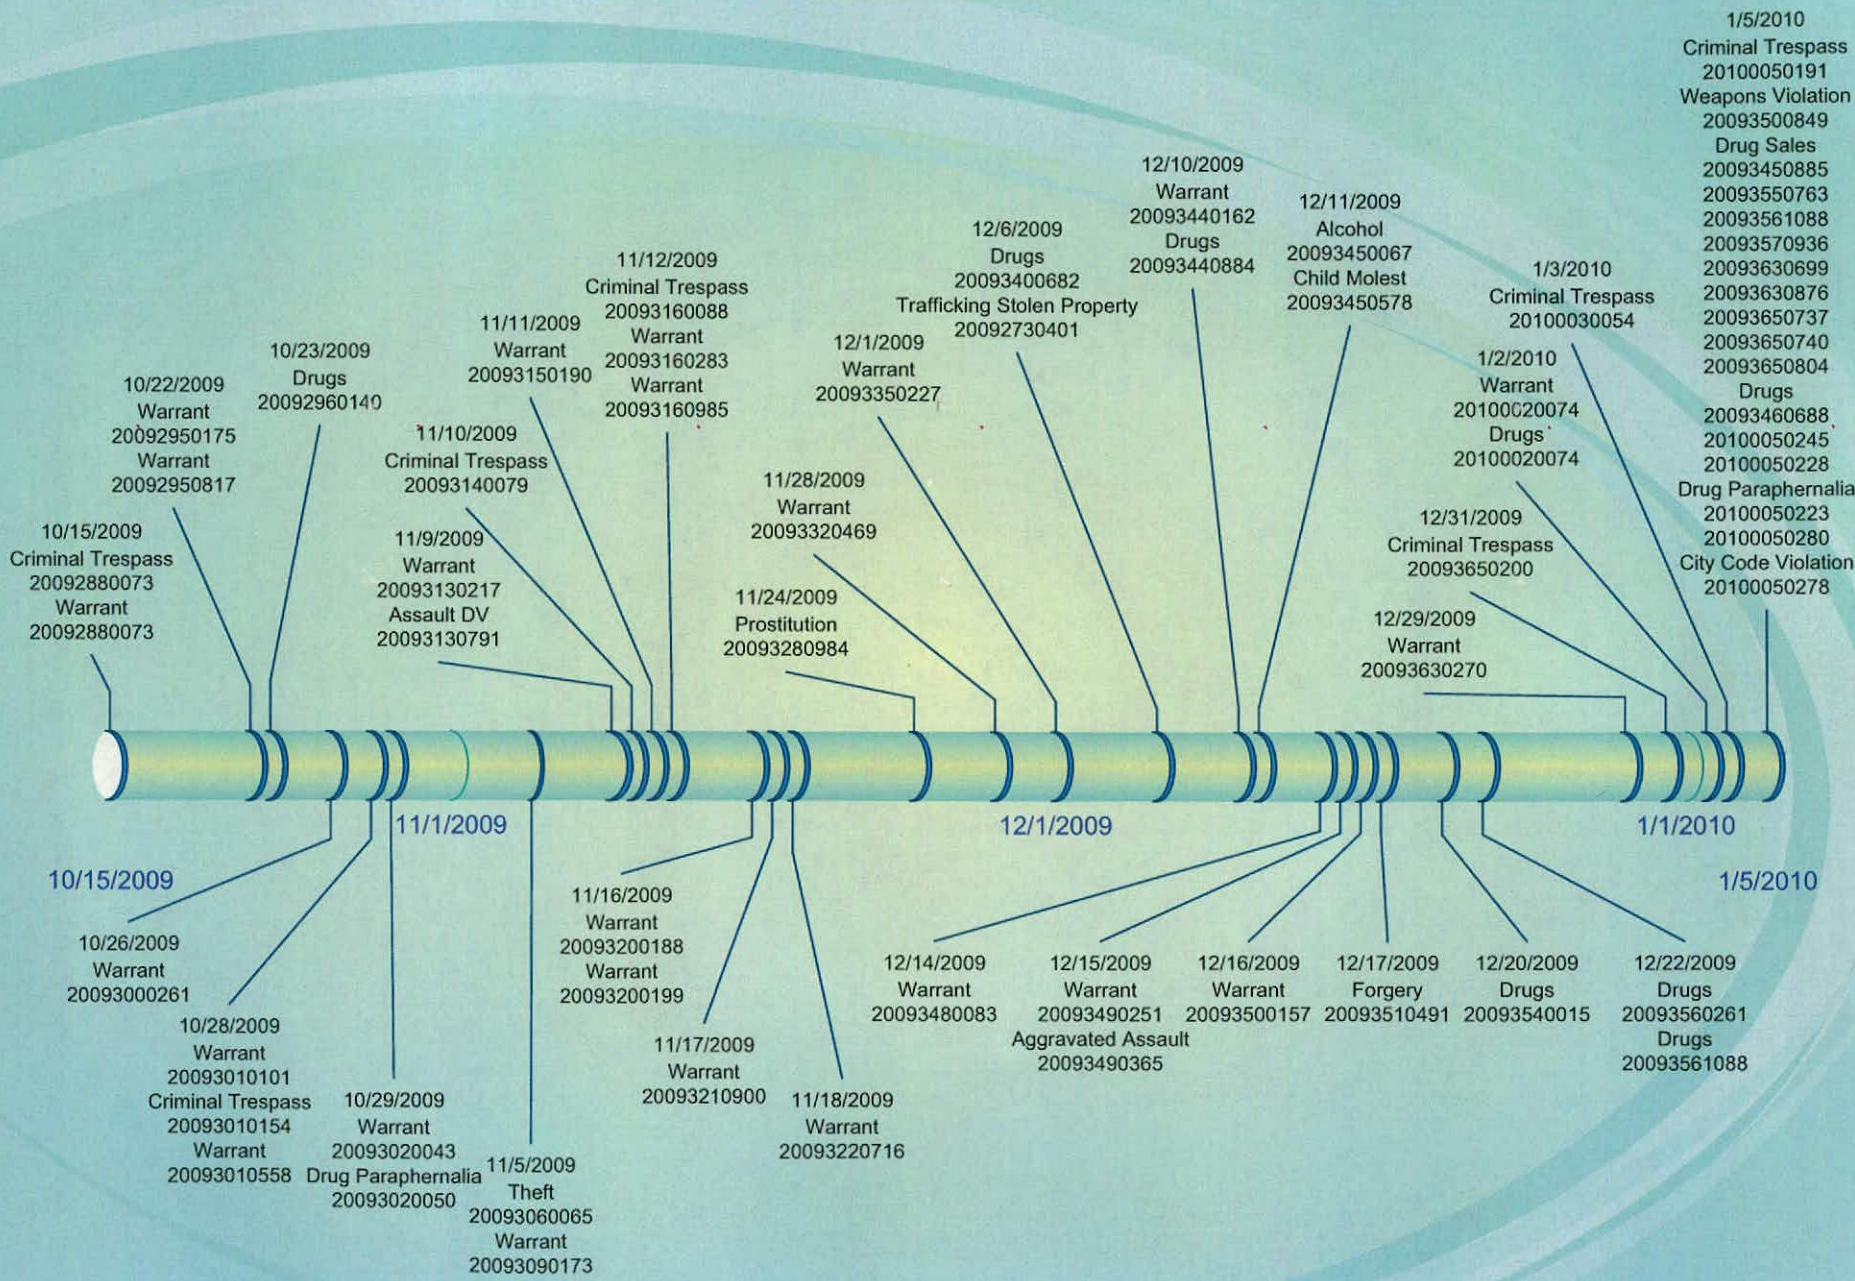 10/15/2009
Criminal Trespass
20092880073
Warrant
20092880073
10/22/2009
Warrant
20092950175
Warrant
20092950817
10/23/2009
Drugs
20092960140
11/9/2009
Warrant
20093130217
Assault DV
20093130791
11/10/2009
Criminal Trespass
20093140079
11/11/2009
Warrant
20093150190
11/12/2009
Criminal Trespass
20093160088
Warrant
20093160283
Warrant
20093160985
11/24/2009
Prostitution
20093280984
11/28/2009
Warrant
20093320469
12/1/2009
Warrant
20093350227
12/6/2009
Drugs
20093400682
Trafficking Stolen Property
20092730401
12/10/2009
Warrant
20093440162
Drugs
20093440884
12/11/2009
Alcohol
20093450067
Child Molest
20093450578
12/29/2009
Warrant
20093630270
12/31/2009
Criminal Trespass
20093650200
1/2/2010
Warrant
20100020074
Drugs
20100020074
1/3/2010
Criminal Trespass
20100030054
1/5/2010
Criminal Trespass
20100050191
Weapons Violation
20093500849
Drug Sales
20093450885
20093550763
20093561088
20093570936
20093630699
20093630876
20093650737
20093650740
20093650804
Drugs
20093460688
20100050245
20100050228
Drug Paraphernalia
20100050223
20100050280
City Code Violation
20100050278
11/1/2009
12/1/2009
1/1/2010
10/15/2009
1/5/2010
10/26/2009
Warrant
20093000261
10/28/2009
Warrant
20093010101
Criminal Trespass
20093010154
Warrant
20093010558
10/29/2009
Warrant
20093020043
Drug Paraphernalia
20093020050
11/5/2009
Theft
20093060065
Warrant
20093090173
11/16/2009
Warrant
20093200188
Warrant
20093200199
11/17/2009
Warrant
20093210900
11/18/2009
Warrant
20093220716
12/14/2009
Warrant
20093480083
12/15/2009
Warrant
20093490251
Aggravated Assault
20093490365
12/16/2009
Warrant
20093500157
12/17/2009
Forgery
20093510491
12/20/2009
Drugs
20093540015
12/22/2009
Drugs
20093560261
Drugs
20093561088